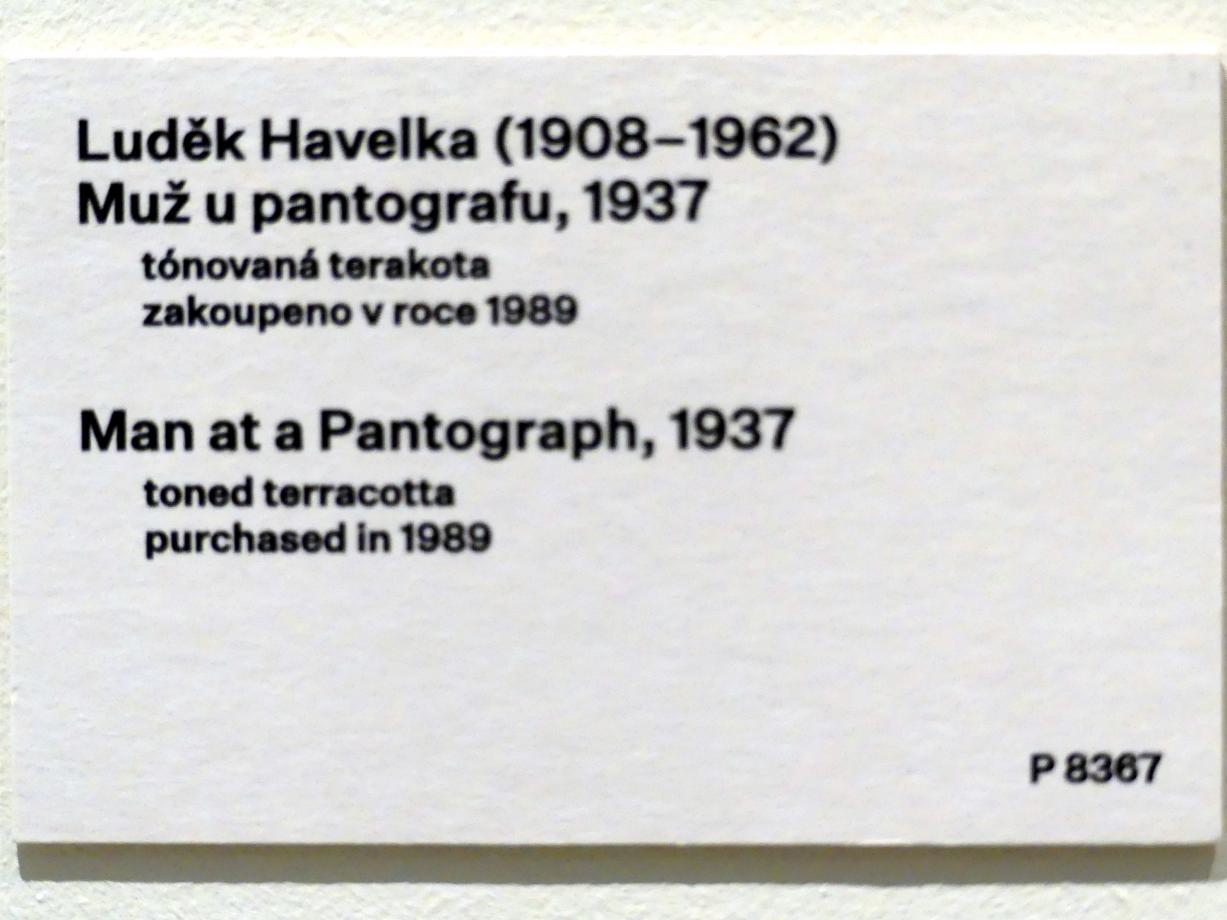 Luděk Havelka (1908–1962)
Muž u pantografu, 1937
tónovaná terakota
zakoupeno v roce 1989
Man at a Pantograph, 1937
toned terracotta
purchased in 1989
P 8367